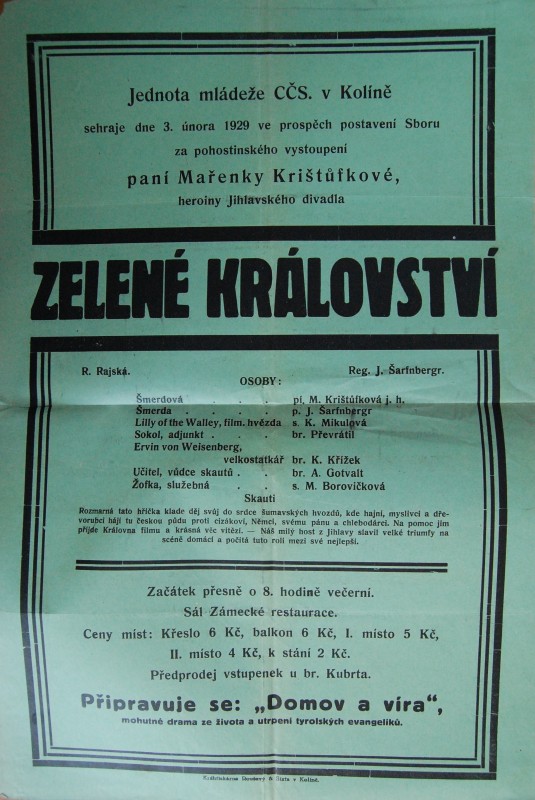 Jednota mládeže CČS. v Kolíně
sehraje dne 3. února 1929 ve prospěch postavení Sboru
za pohostinského vystoupení
paní Mařenky Krištůfkové,
heroiny Jihlavského divadla
ZELENÉ KRÁLOVSTVÍ
R. Rajská. Reg. J. Šarfnbergr.
OSOBY:
Šmerdová . . . pí. M. Krištůfková j. h.
Šmerda . . . . p. J. Šarfnbergr
Lilly of the Walley, film. hvězda s. K. Mikulová
Sokol, adjunkt . . . br. Převrátil
Ervin von Weisenberg,
velkostatkář br. K. Křížek
Učitel, vůdce skautů . . br. A. Gotvalt
Žofka, služebná . . s. M. Borovičková
Skauti
Rozmarná tato hříčka klade děj svůj do srdce šumavských hvozdů, kde hajní, myslivci a dře-
vorubci hájí tu českou půdu proti cizákovi, Němci, svému pánu a chlebodárci. Na pomoc jim
přijde Královna filmu a krásná věc vítězí. — Náš milý host z Jihlavy slavil velké triumfy na
scéně domácí a počítá tuto roli mezi své nejlepší.
Začátek přesně o 8. hodině večerní.
Sál Zámecké restaurace.
Ceny míst: Křeslo 6 Kč, balkon 6 Kč, I. místo 5 Kč,
II. místo 4 Kč, k stání 2 Kč.
Předprodej vstupenek u br. Kubrta.
Připravuje se: „Domov a víra",
mohutné drama ze života a utrpení tyrolských evangelíků.
v Kolíně.